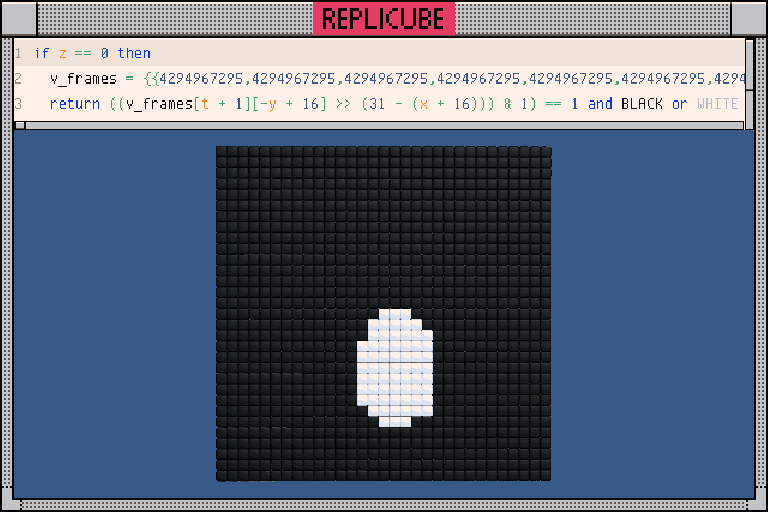 REPLICUBE
1 if z == 0 then
2 v_frames = {{4294967295,4294967295,4294967295,4294967295,4294967295,4294967295,4294
3 return ((v_frames[t + 1][-y + 16] >> (31 - (x + 16))) & 1) == 1 and BLACK or WHITE